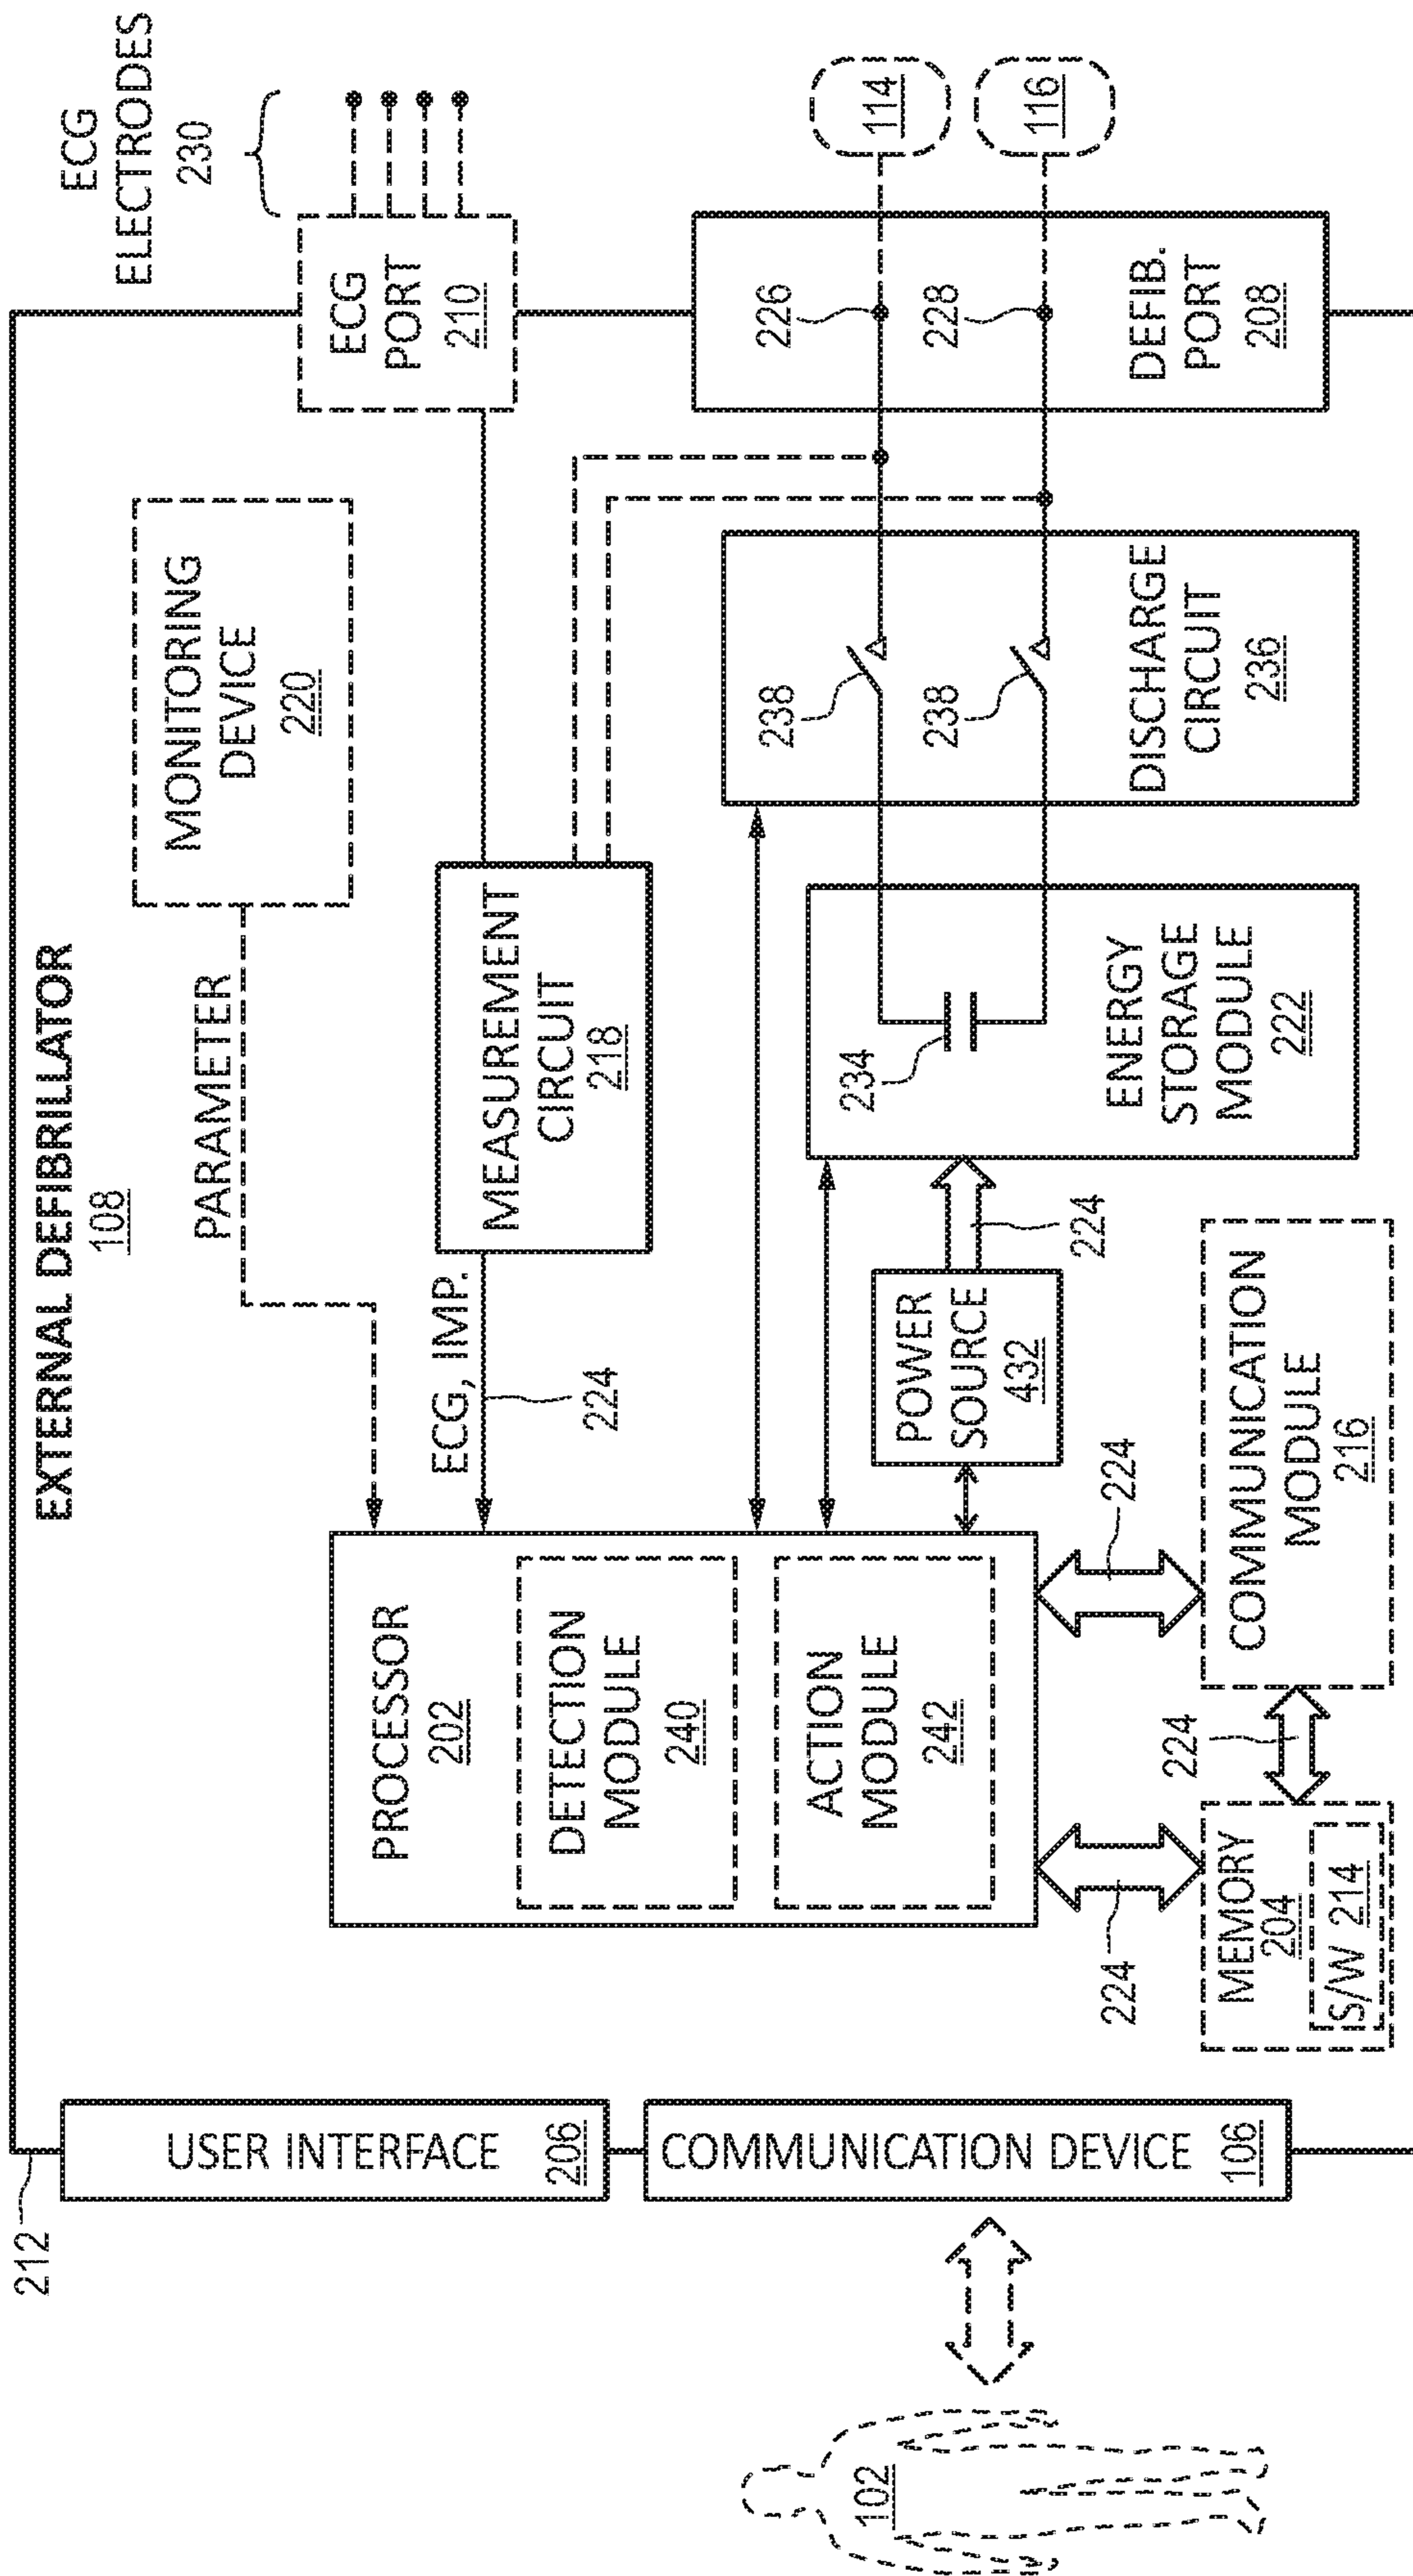 EXTERNAL DEFIBRILLATOR
108
212
USER INTERFACE
206
COMMUNICATION DEVICE
106
102
PROCESSOR
202
DETECTION
MODULE
240
ACTION
MODULE
242
224
224
224
MEMORY
204
S/W 214
COMMUNICATION
MODULE
216
PARAMETER
MONITORING
DEVICE
220
ECG, IMP.
224
MEASUREMENT
CIRCUIT
218
POWER
SOURCE
432
224
234
ENERGY
STORAGE
MODULE
222
238
238
DISCHARGE
CIRCUIT
236
ECG
PORT
210
ECG
ELECTRODES
230
226
228
DEFIB.
PORT
208
114
116